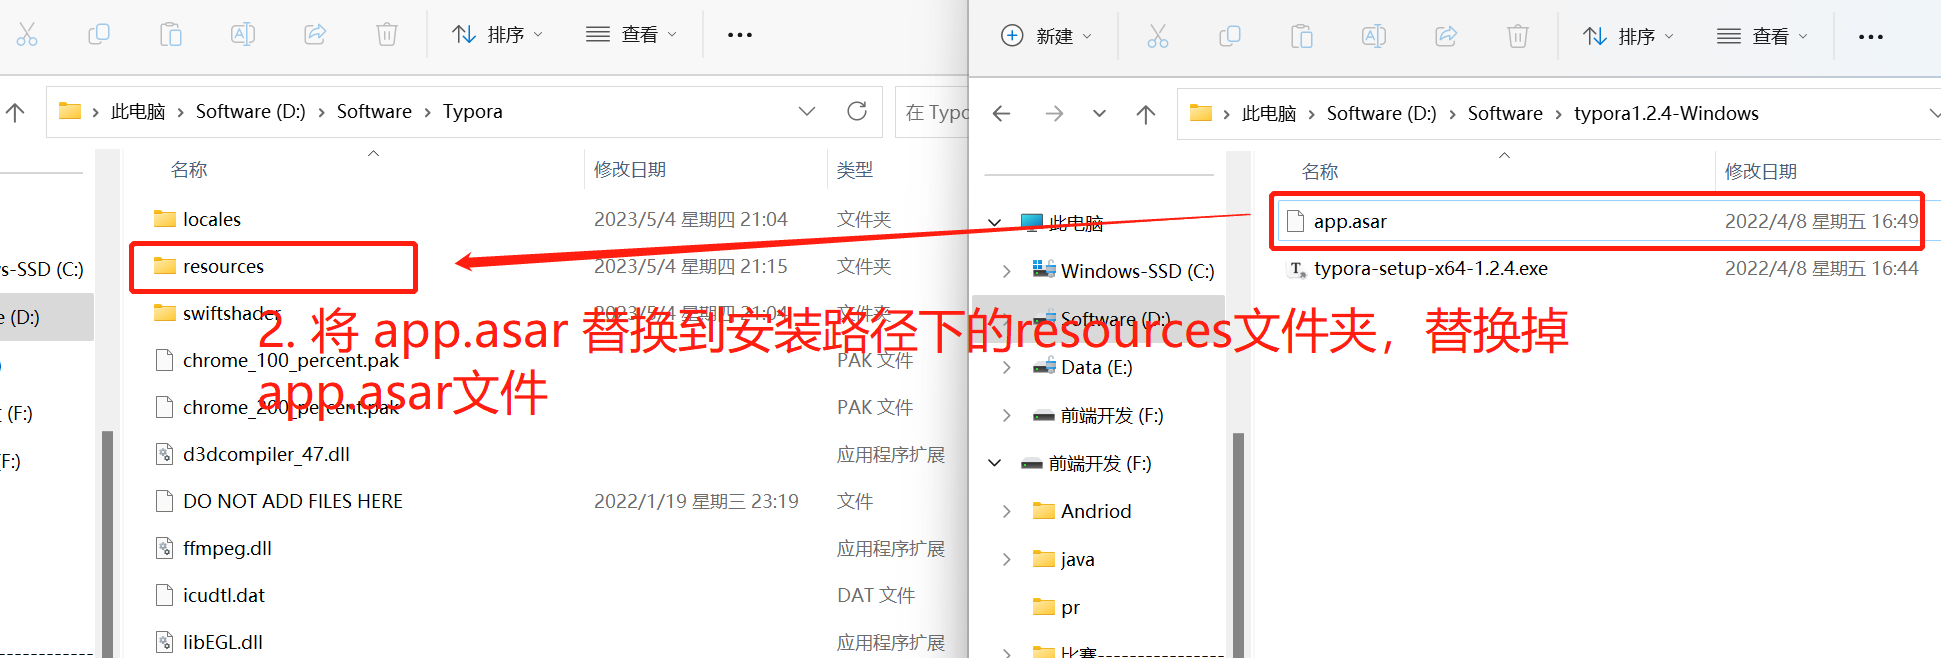 排序
查看
新建
排序
查看
此电脑 > Software (D:) > Software > Typora
在 Typo
此电脑 > Software (D:) > Software > typora1.2.4-Windows
名称 修改日期 类型
locales 2023/5/4 星期四 21:04 文件夹
resources 2023/5/4 星期四 21:15 文件夹
swiftshader 2023/5/4 星期四 21:04 文件夹
chrome_100_percent.pak PAK 文件
chrome_200_percent.pak PAK 文件
d3dcompiler_47.dll 应用程序扩展
DO NOT ADD FILES HERE 2022/1/19 星期三 23:19 文件
ffmpeg.dll 应用程序扩展
icudtl.dat DAT 文件
libEGL.dll 应用程序扩展
s-SSD (C:)
e (D:)
(F:)
F:)
2. 将 app.asar 替换到安装路径下的resources文件夹，替换掉
app.asar文件
此电脑
Windows-SSD (C:)
Software (D:)
Data (E:)
前端开发 (F:)
前端开发 (F:)
Andriod
java
pr
比赛
名称 修改日期
app.asar 2022/4/8 星期五 16:49
typora-setup-x64-1.2.4.exe 2022/4/8 星期五 16:44